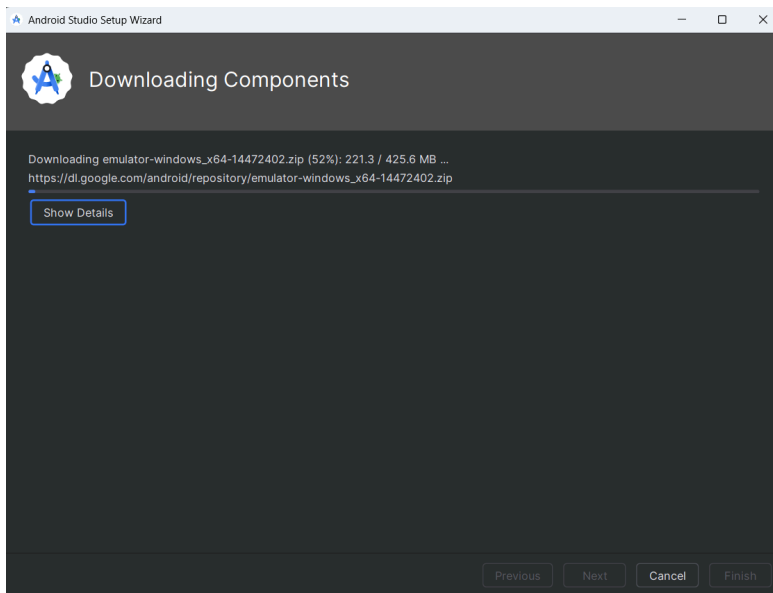 Android Studio Setup Wizard
Downloading Components
Downloading emulator-windows_x64-14472402.zip (52%): 221.3 / 425.6 MB ...
https://dl.google.com/android/repository/emulator-windows_x64-14472402.zip
Show Details
Previous Next Cancel Finish